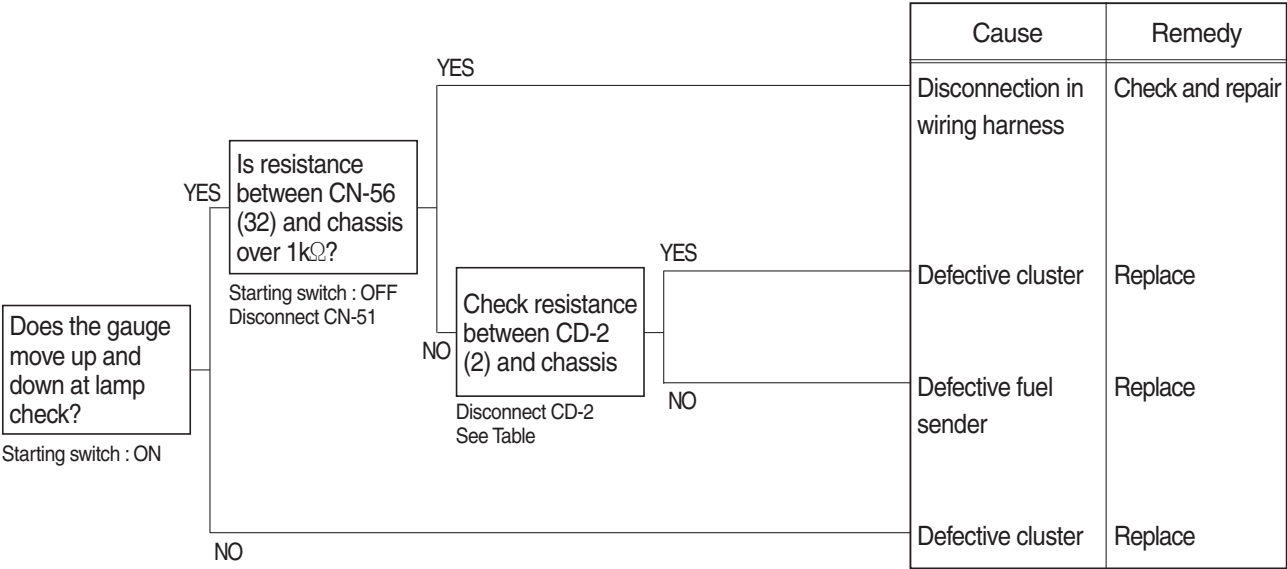 Cause
Remedy
YES
Disconnection in
wiring harness
Check and repair
YES
Is resistance
between CN-56
(32) and chassis
over 1kΩ?
Starting switch : OFF
Disconnect CN-51
YES
Defective cluster
Replace
NO
Check resistance
between CD-2
(2) and chassis
Disconnect CD-2
See Table
NO
Defective fuel
sender
Replace
Does the gauge
move up and
down at lamp
check?
Starting switch : ON
NO
Defective cluster
Replace